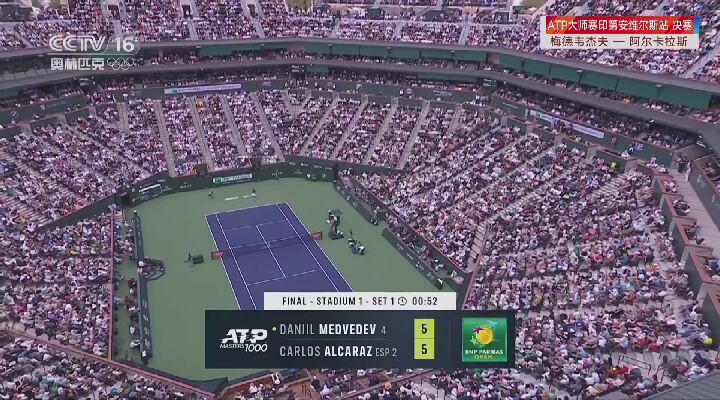 CCTV 16
奥林匹克
ATP大师赛印第安维尔斯站 决赛
梅德韦杰夫 — 阿尔卡拉斯
FINAL - STADIUM 1 - SET 1 00:52
ATP MASTERS 1000
DANIIL MEDVEDEV 4 5
CARLOS ALCARAZ ESP 2 5
BNP PARIBAS OPEN